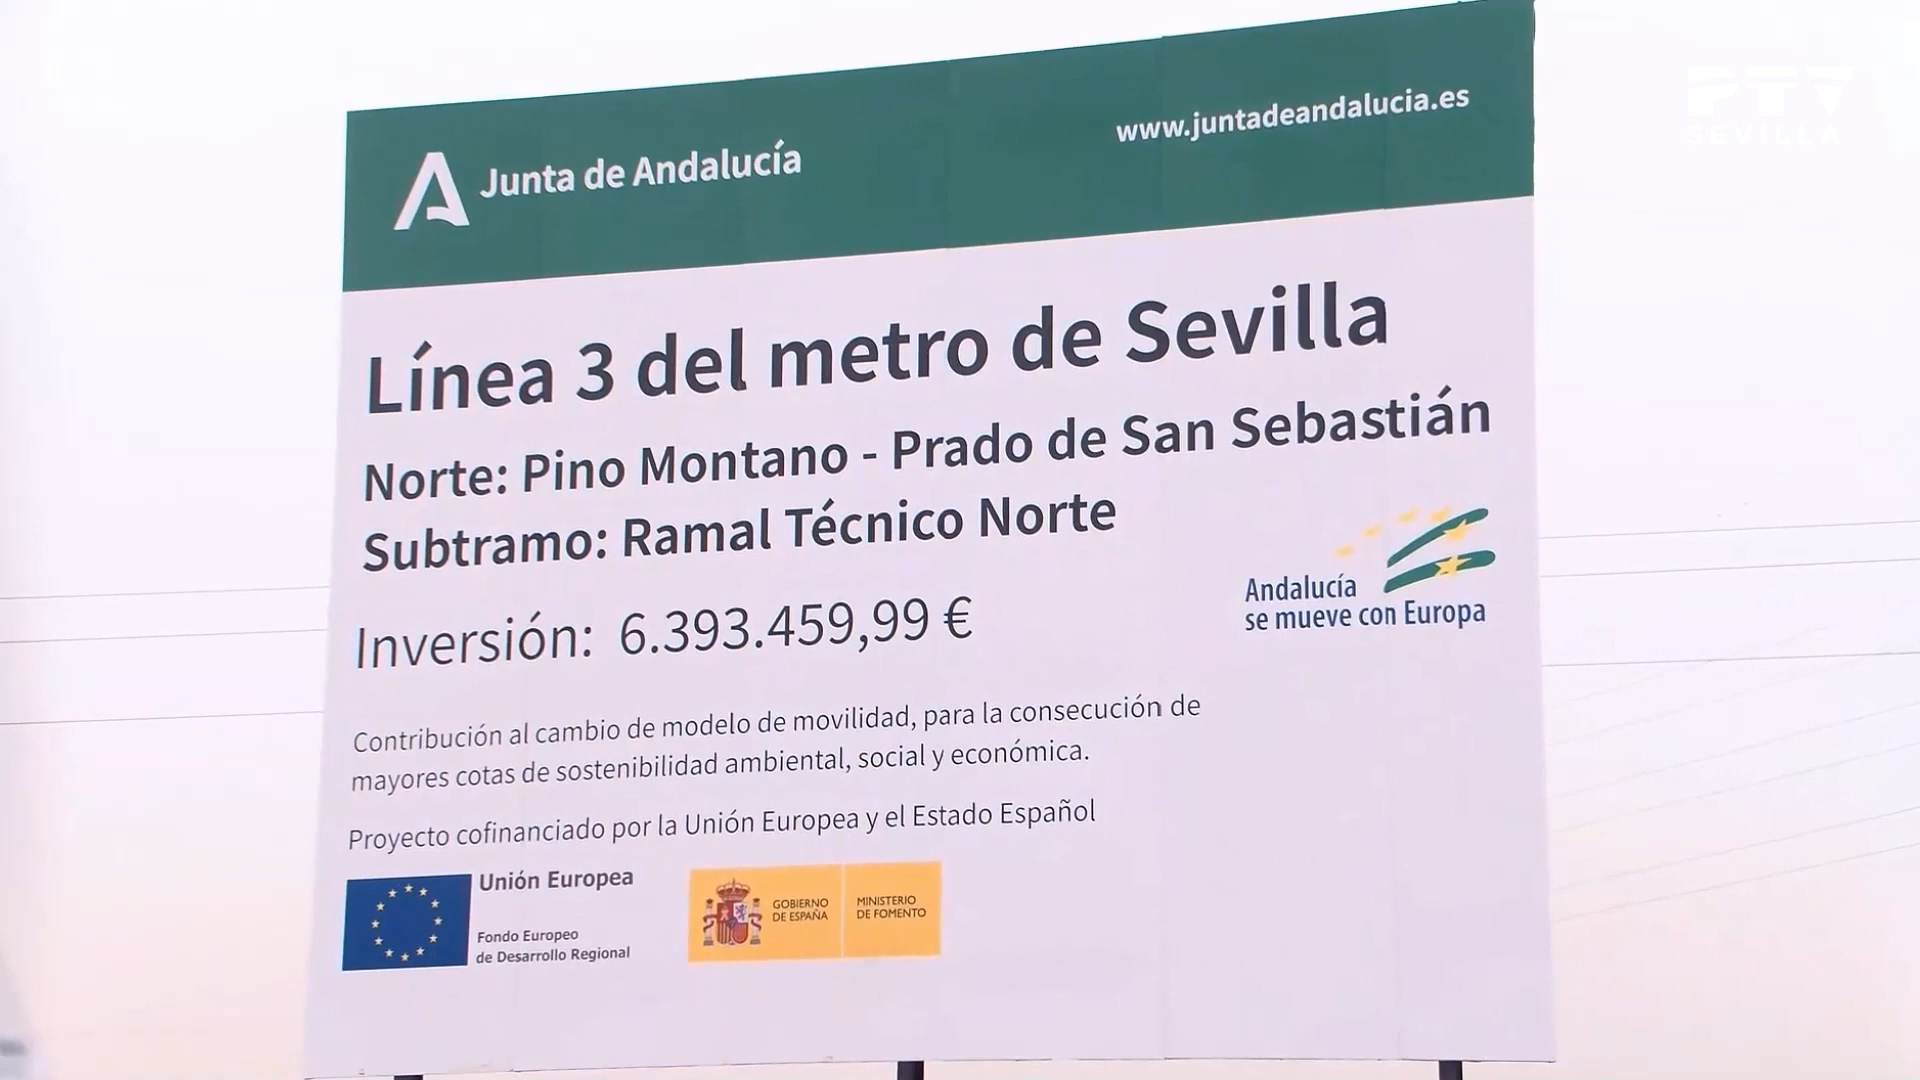 PTV
SEVILLA
Junta de Andalucía
www.juntadeandalucia.es
Línea 3 del metro de Sevilla
Norte: Pino Montano - Prado de San Sebastián
Subtramo: Ramal Técnico Norte
Inversión: 6.393.459,99 €
Andalucía
se mueve con Europa
Contribución al cambio de modelo de movilidad, para la consecución de
mayores cotas de sostenibilidad ambiental, social y económica.
Proyecto cofinanciado por la Unión Europea y el Estado Español
Unión Europea
Fondo Europeo
de Desarrollo Regional
GOBIERNO
DE ESPAÑA
MINISTERIO
DE FOMENTO